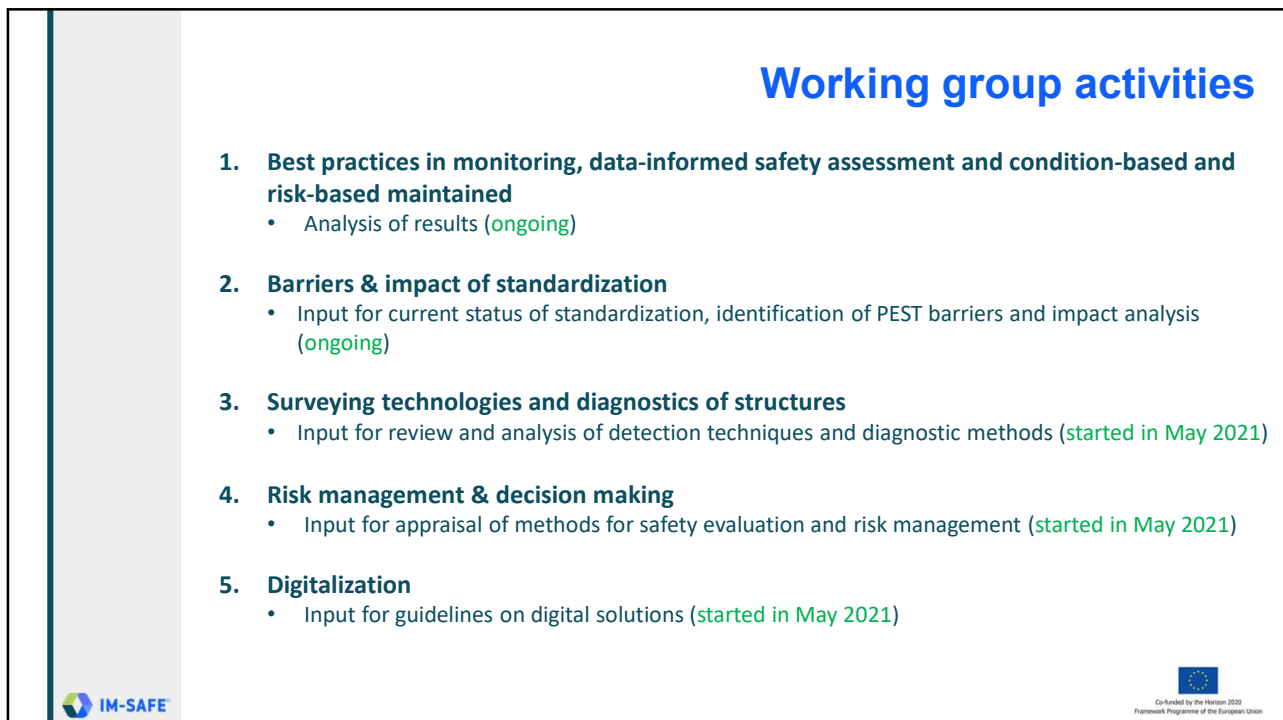 Working group activities
1. Best practices in monitoring, data-informed safety assessment and condition-based and
risk-based maintained
• Analysis of results (ongoing)
2. Barriers & impact of standardization
• Input for current status of standardization, identification of PEST barriers and impact analysis
(ongoing)
3. Surveying technologies and diagnostics of structures
• Input for review and analysis of detection techniques and diagnostic methods (started in May 2021)
4. Risk management & decision making
• Input for appraisal of methods for safety evaluation and risk management (started in May 2021)
5. Digitalization
• Input for guidelines on digital solutions (started in May 2021)
IM-SAFE
Co-funded by the Horizon 2020
Framework Programme of the European Union